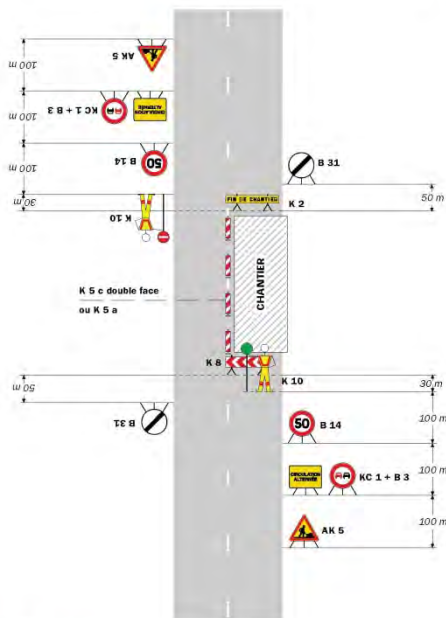 100 m
AK 5
100 m
KC 1 + B 3
CIRCULATION
ALTERNÉE
100 m
B 14
50
B 31
30 m
K 10
FIN DE CHANTIER
K 2
50 m
K 5 c double face
ou K 5 a
CHANTIER
K 8
K 10
50 m
30 m
B 31
50
B 14
100 m
CIRCULATION
ALTERNÉE
KC 1 + B 3
100 m
AK 5
100 m